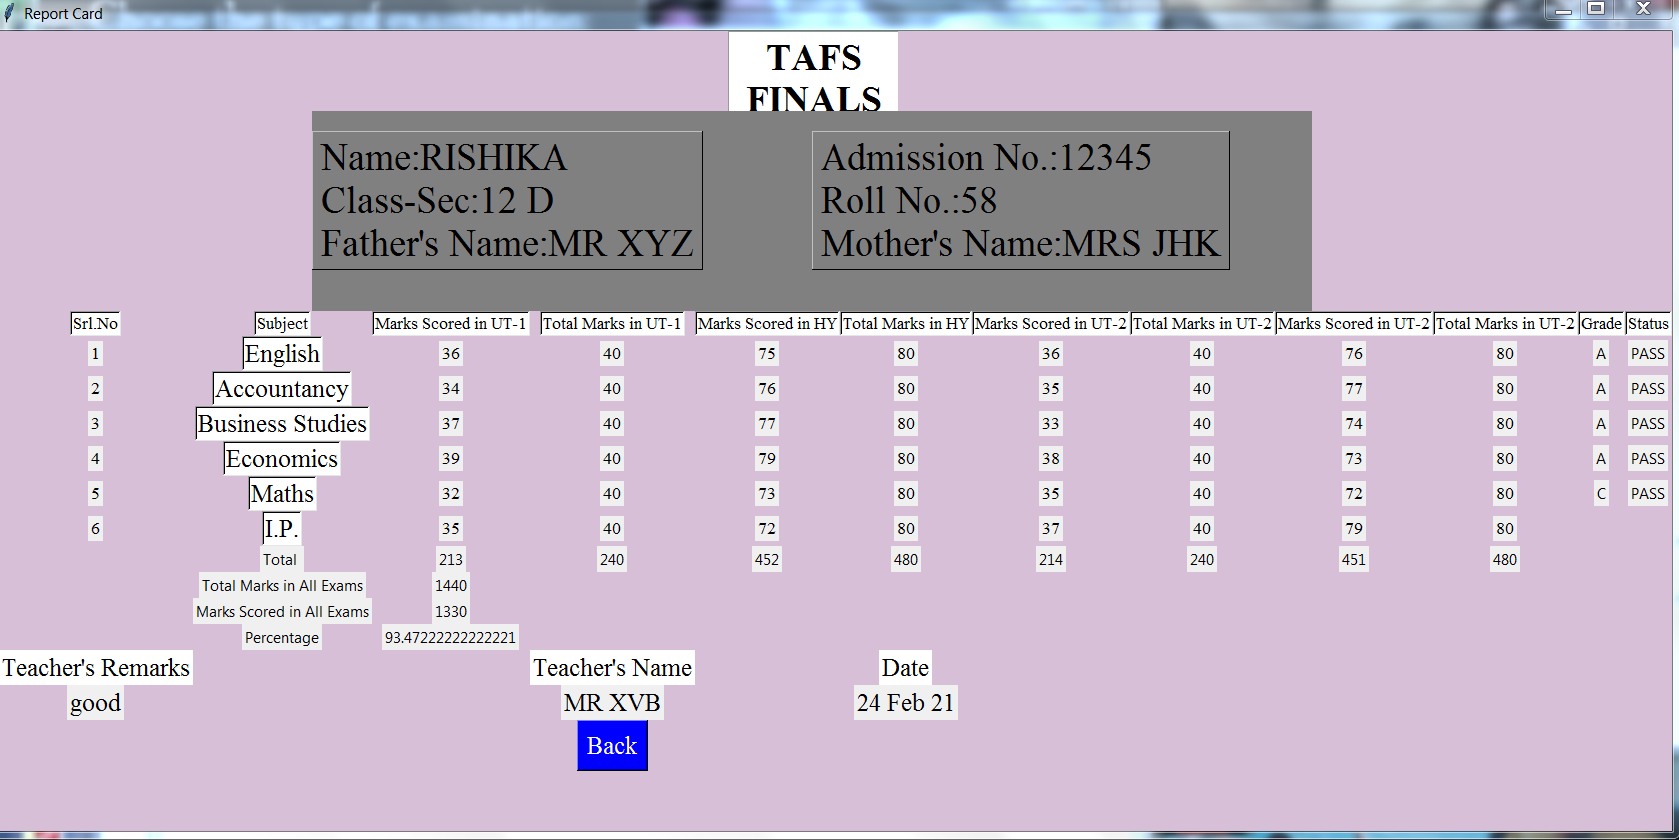 Report Card
TAFS
FINALS
Name:RISHIKA
Class-Sec:12 D
Father's Name:MR XYZ
Admission No.:12345
Roll No.:58
Mother's Name:MRS JHK
Srl.No Subject Marks Scored in UT-1 Total Marks in UT-1 Marks Scored in HY Total Marks in HY Marks Scored in UT-2 Total Marks in UT-2 Marks Scored in UT-2 Total Marks in UT-2 Grade Status
1 English 36 40 75 80 36 40 76 80 A PASS
2 Accountancy 34 40 76 80 35 40 77 80 A PASS
3 Business Studies 37 40 77 80 33 40 74 80 A PASS
4 Economics 39 40 79 80 38 40 73 80 A PASS
5 Maths 32 40 73 80 35 40 72 80 C PASS
6 I.P. 35 40 72 80 37 40 79 80
Total 213 240 452 480 214 240 451 480
Total Marks in All Exams 1440
Marks Scored in All Exams 1330
Percentage 93.47222222222221
Teacher's Remarks Teacher's Name Date
good MR XVB 24 Feb 21
Back